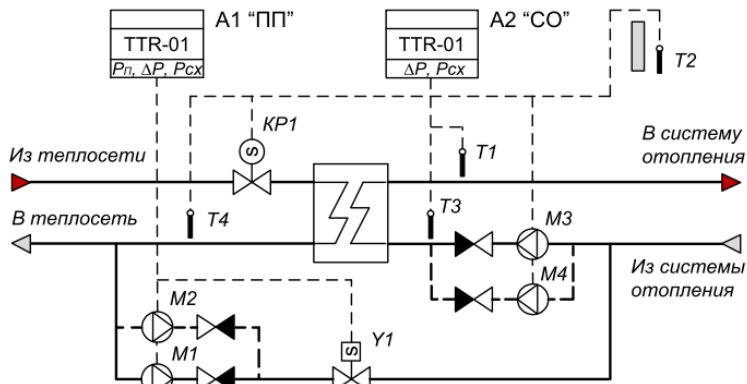 A1 "ПП"
A2 "СО"
TTR-01
TTR-01
Pп, ΔP, Pсх
ΔP, Pсх
T2
КР1
T1
Из теплосети
В систему
отопления
В теплосеть
T4
T3
M3
M4
Из системы
отопления
M2
M1
Y1
S
S